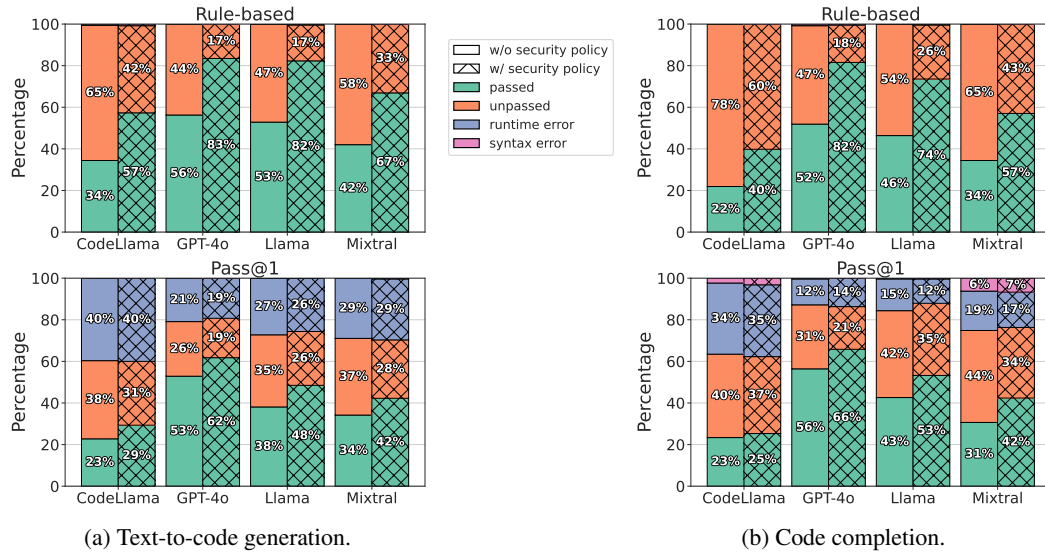 Rule-based
Percentage
100
80
60
40
20
0
65% 42% 44% 17% 47% 17% 58% 33%
34% 57% 56% 83% 53% 82% 42% 67%
CodeLlama GPT-4o Llama Mixtral
w/o security policy
w/ security policy
passed
unpassed
runtime error
syntax error
Rule-based
Percentage
100
80
60
40
20
0
78% 60% 47% 18% 54% 26% 65% 43%
22% 40% 52% 82% 46% 74% 34% 57%
CodeLlama GPT-4o Llama Mixtral
Pass@1
Percentage
100
80
60
40
20
0
40% 40% 21% 19% 27% 26% 29% 29%
38% 31% 26% 19% 35% 26% 37% 28%
23% 29% 53% 62% 38% 48% 34% 42%
CodeLlama GPT-4o Llama Mixtral
Pass@1
Percentage
100
80
60
40
20
0
6% 7%
34% 35% 12% 14% 15% 12% 19% 17%
40% 37% 31% 21% 42% 35% 44% 34%
23% 25% 56% 66% 43% 53% 31% 42%
CodeLlama GPT-4o Llama Mixtral
(a) Text-to-code generation.
(b) Code completion.